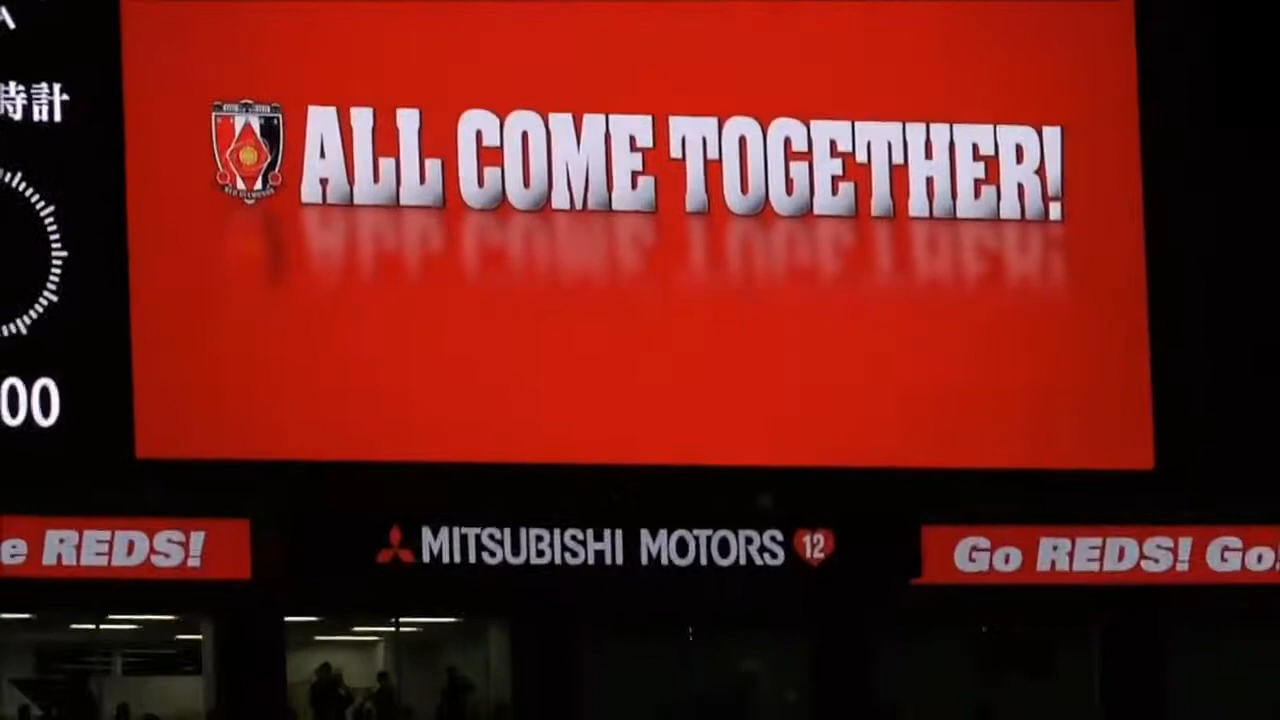 時計
ALL COME TOGETHER!
00
e REDS!
MITSUBISHI MOTORS 12
Go REDS! Go